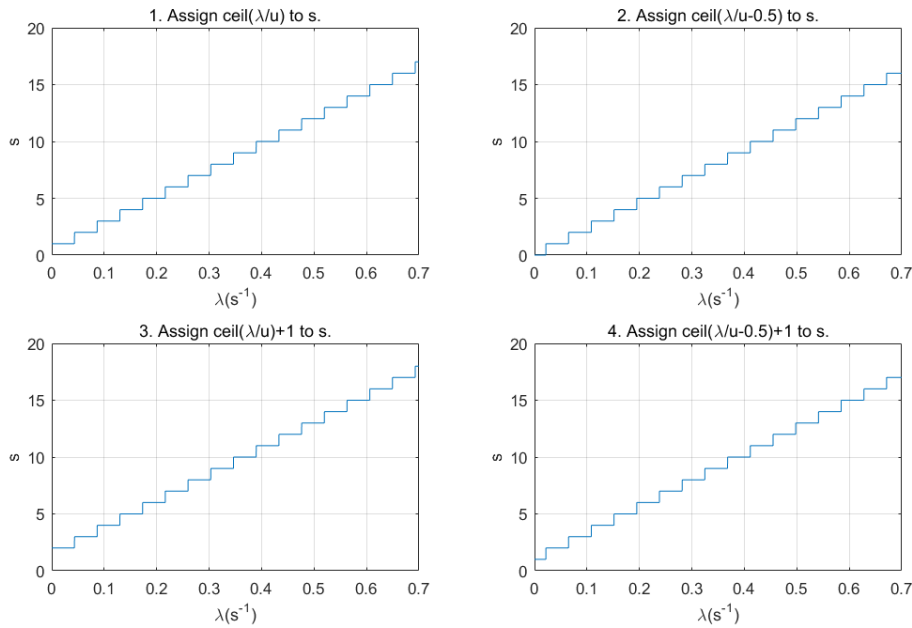 1. Assign ceil(λ/u) to s.
20
15
10
5
0
s
0 0.1 0.2 0.3 0.4 0.5 0.6 0.7
λ(s⁻¹)
2. Assign ceil(λ/u-0.5) to s.
20
15
10
5
0
s
0 0.1 0.2 0.3 0.4 0.5 0.6 0.7
λ(s⁻¹)
3. Assign ceil(λ/u)+1 to s.
20
15
10
5
0
s
0 0.1 0.2 0.3 0.4 0.5 0.6 0.7
λ(s⁻¹)
4. Assign ceil(λ/u-0.5)+1 to s.
20
15
10
5
0
s
0 0.1 0.2 0.3 0.4 0.5 0.6 0.7
λ(s⁻¹)